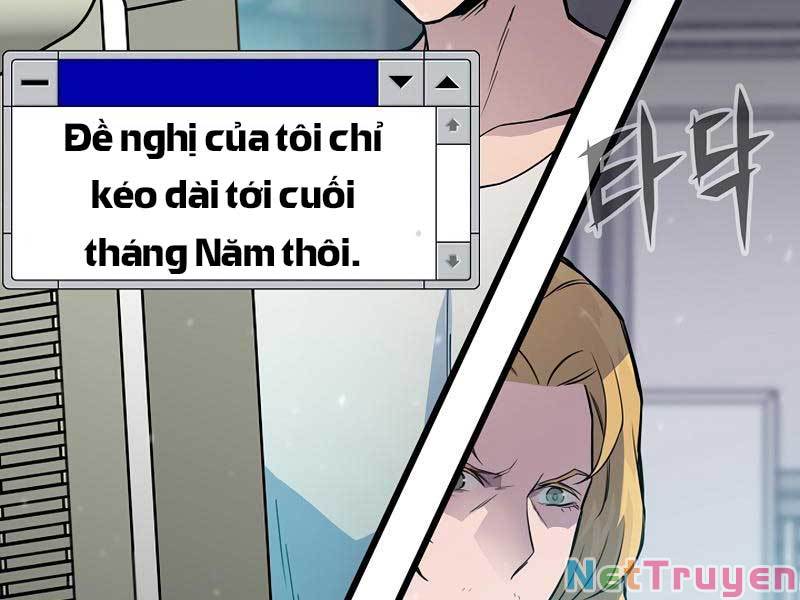 Đề nghị của tôi chỉ
kéo dài tới cuối
tháng Năm thôi.
타닥
NetTruyen